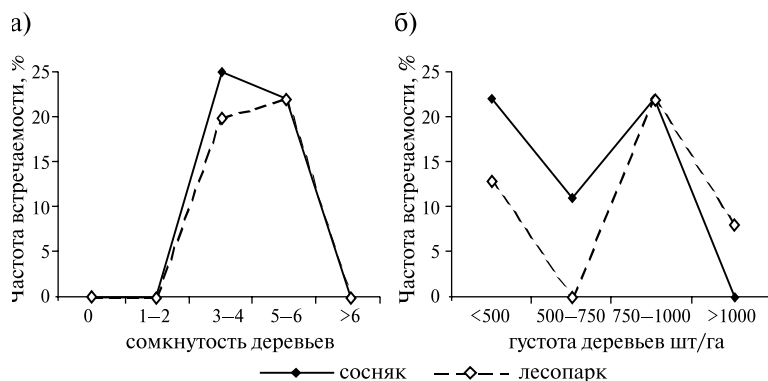 а)
Частота встречаемости, %
25
20
15
10
5
0
0 1–2 3–4 5–6 >6
сомкнутость деревьев
б)
Частота встречаемости, %
25
20
15
10
5
0
<500 500–750 750–1000 >1000
густота деревьев шт/га
сосняк лесопарк